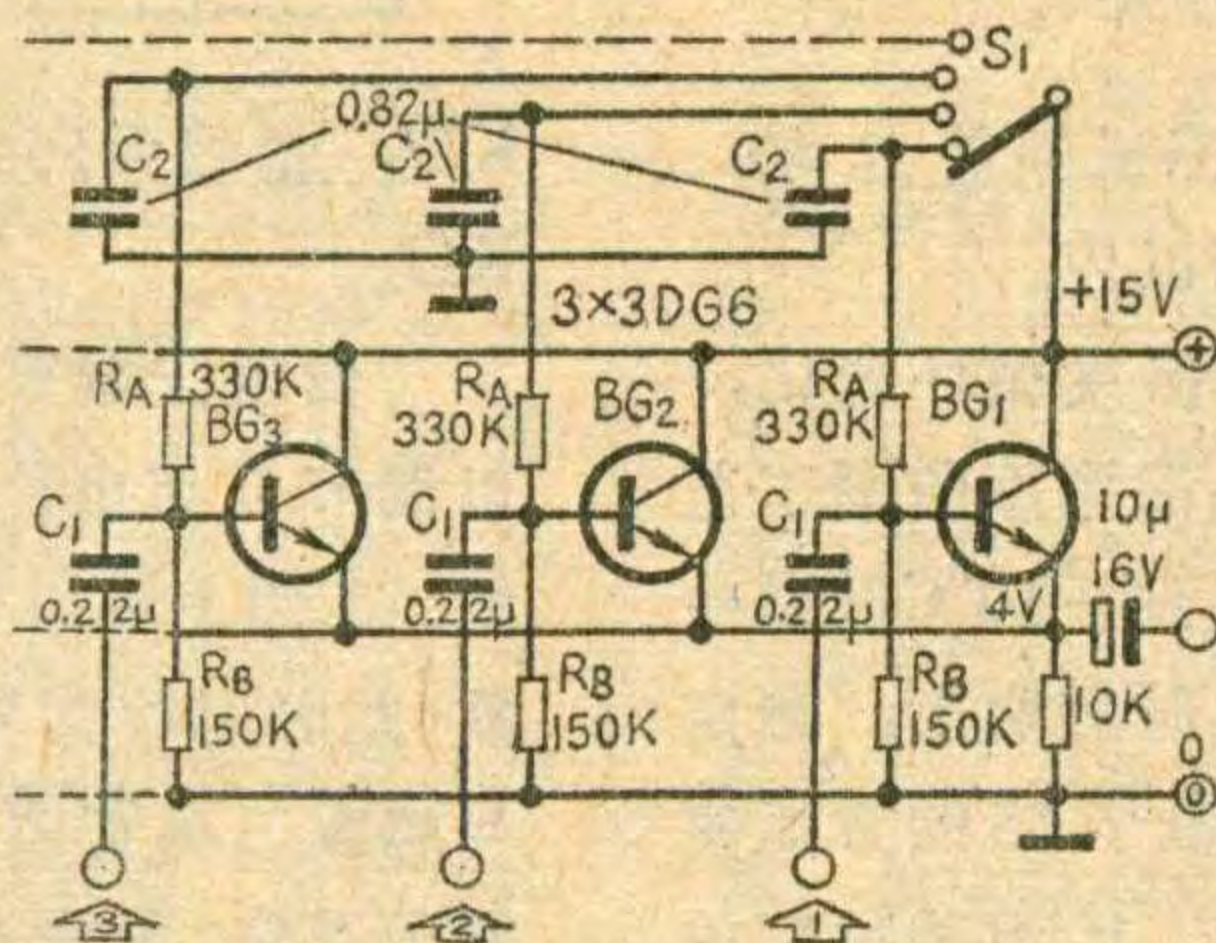 S1
0.82μ
C2
C2
C2
3×3DG6
+15V
RA
330K
RA
330K
RA
330K
BG3
BG2
BG1
C1
C1
C1
10μ
16V
0.22μ
0.22μ
0.22μ
4V
RB
150K
RB
150K
RB
150K
10K
0
0
3
2
1